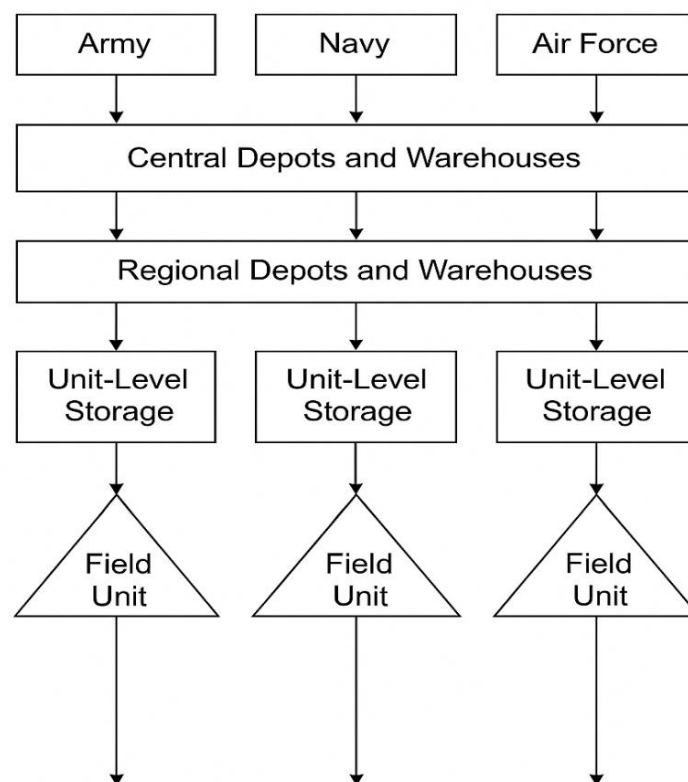 Army
Navy
Air Force
Central Depots and Warehouses
Regional Depots and Warehouses
Unit-Level
Storage
Unit-Level
Storage
Unit-Level
Storage
Field
Unit
Field
Unit
Field
Unit